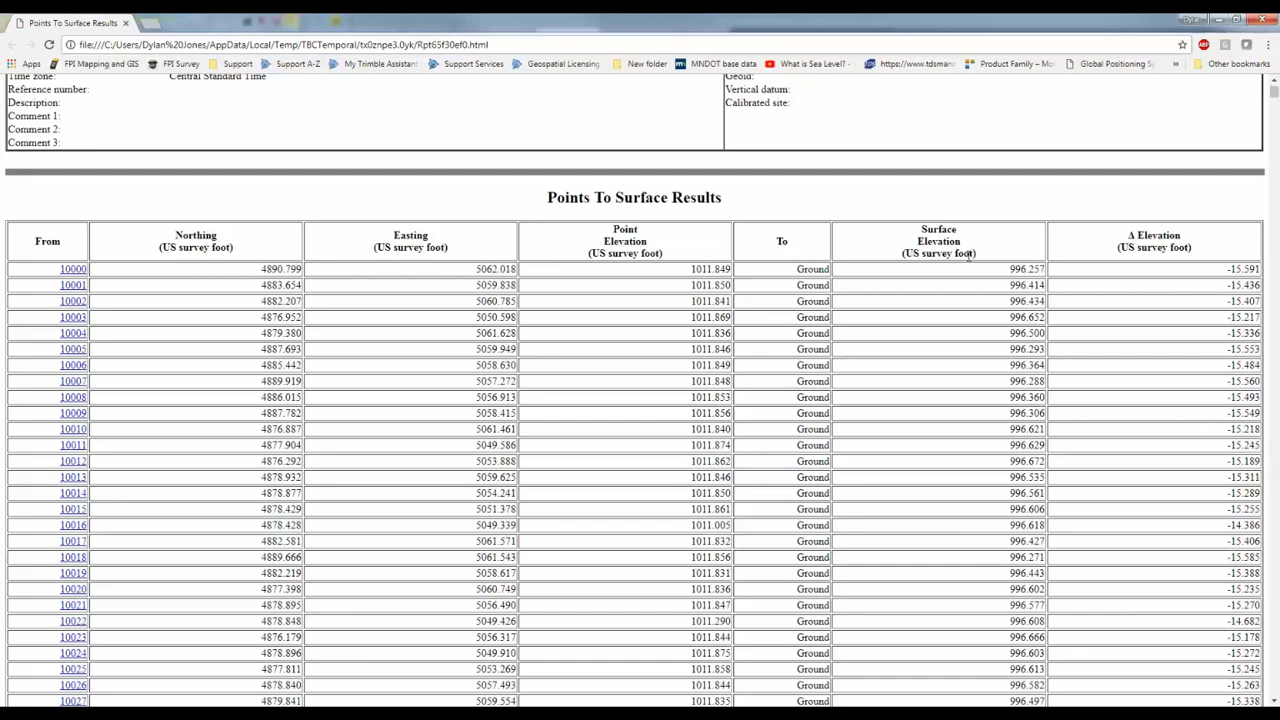 Points To Surface Results
Dylan
file:///C:/Users/Dylan%20Jones/AppData/Local/Temp/TBCTemporal/tx0znpe3.0yk/Rpt65f30ef0.html
Apps FPI Mapping and GIS FPI Survey Support Support A-Z My Trimble Assistant Support Services Geospatial Licensing New folder MNDOT base data What is Sea Level? - https://www.tdsman Product Family – Mo Global Positioning Sy » Other bookmarks
Time zone: Central Standard Time Geoid:
Reference number: Vertical datum:
Description: Calibrated site:
Comment 1:
Comment 2:
Comment 3:
Points To Surface Results
From Northing (US survey foot) Easting (US survey foot) Point Elevation (US survey foot) To Surface Elevation (US survey foot) Δ Elevation (US survey foot)
10000 4890.799 5062.018 1011.849 Ground 996.257 -15.591
10001 4883.654 5059.838 1011.850 Ground 996.414 -15.436
10002 4882.207 5060.785 1011.841 Ground 996.434 -15.407
10003 4876.952 5050.598 1011.869 Ground 996.652 -15.217
10004 4879.380 5061.628 1011.836 Ground 996.500 -15.336
10005 4887.693 5059.949 1011.846 Ground 996.293 -15.553
10006 4885.442 5058.630 1011.849 Ground 996.364 -15.484
10007 4889.919 5057.272 1011.848 Ground 996.288 -15.560
10008 4886.015 5056.913 1011.853 Ground 996.360 -15.493
10009 4887.782 5058.415 1011.856 Ground 996.306 -15.549
10010 4876.887 5061.461 1011.840 Ground 996.621 -15.218
10011 4877.904 5049.586 1011.874 Ground 996.629 -15.245
10012 4876.292 5053.888 1011.862 Ground 996.672 -15.189
10013 4878.932 5059.625 1011.846 Ground 996.535 -15.311
10014 4878.877 5054.241 1011.850 Ground 996.561 -15.289
10015 4878.429 5051.378 1011.861 Ground 996.606 -15.255
10016 4878.428 5049.339 1011.005 Ground 996.618 -14.386
10017 4882.581 5061.571 1011.832 Ground 996.427 -15.406
10018 4889.666 5061.543 1011.856 Ground 996.271 -15.585
10019 4882.219 5058.617 1011.831 Ground 996.443 -15.388
10020 4877.398 5060.749 1011.836 Ground 996.602 -15.235
10021 4878.895 5056.490 1011.847 Ground 996.577 -15.270
10022 4878.848 5049.426 1011.290 Ground 996.608 -14.682
10023 4876.179 5056.317 1011.844 Ground 996.666 -15.178
10024 4878.896 5049.910 1011.875 Ground 996.603 -15.272
10025 4877.811 5053.269 1011.858 Ground 996.613 -15.245
10026 4878.840 5057.493 1011.844 Ground 996.582 -15.263
10027 4879.841 5059.554 1011.835 Ground 996.497 -15.338